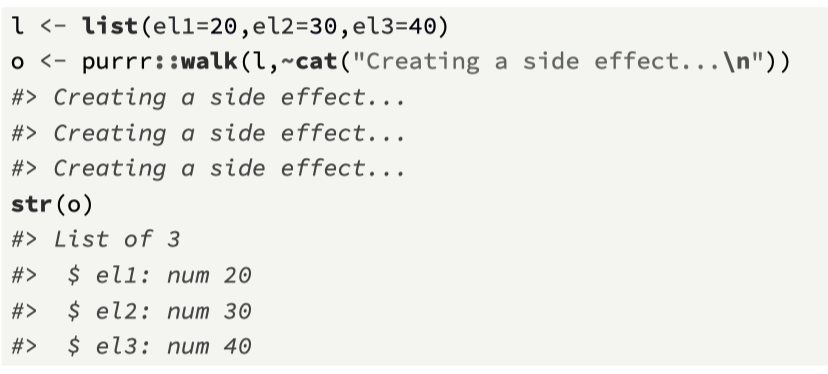 l <- list(el1=20,el2=30,el3=40)
o <- purrr::walk(l,~cat("Creating a side effect...\n"))
#> Creating a side effect...
#> Creating a side effect...
#> Creating a side effect...
str(o)
#> List of 3
#>  $ el1: num 20
#>  $ el2: num 30
#>  $ el3: num 40